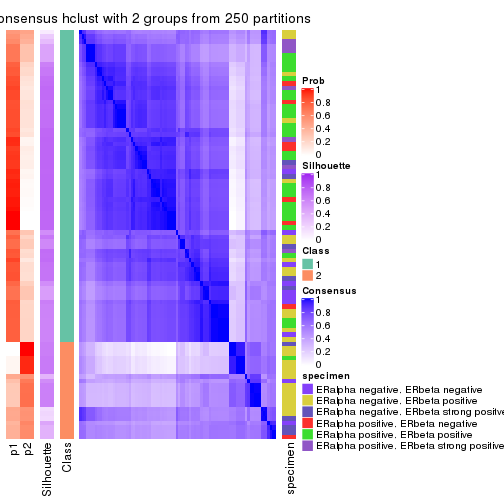 onsensus hclust with 2 groups from 250 partitions
Prob
1
0.8
0.6
0.4
0.2
0
Silhouette
1
0.8
0.6
0.4
0.2
0
Class
1
2
Consensus
1
0.8
0.6
0.4
0.2
0
specimen
ERalpha negative. ERbeta negative
ERalpha negative. ERbeta positive
ERalpha negative. ERbeta strong positive
ERalpha positive. ERbeta negative
ERalpha positive. ERbeta positive
ERalpha positive. ERbeta strong positive
p1
p2
Silhouette
Class
specimen